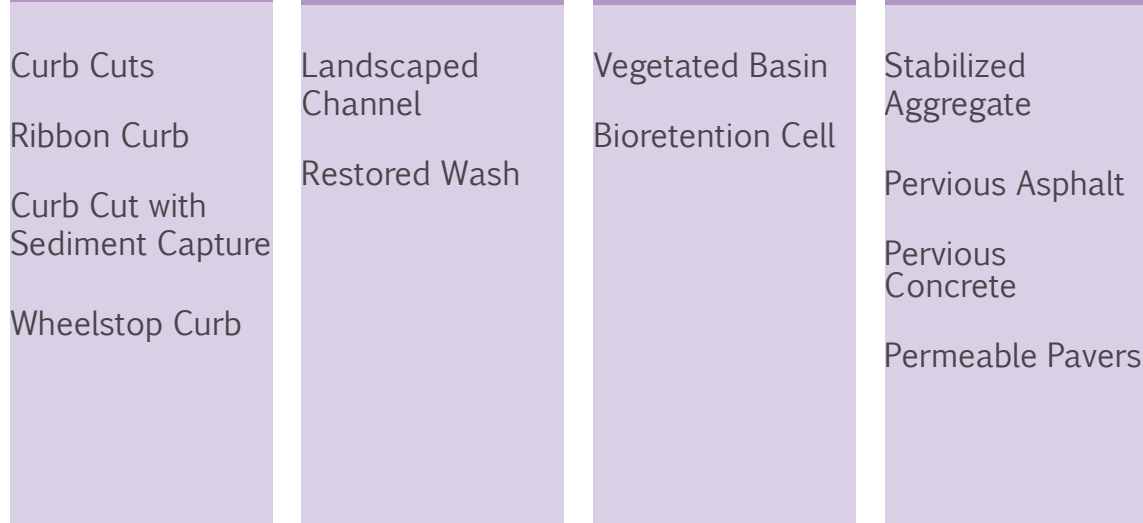 Curb Cuts
Ribbon Curb
Curb Cut with
Sediment Capture
Wheelstop Curb
Landscaped
Channel
Restored Wash
Vegetated Basin
Bioretention Cell
Stabilized
Aggregate
Pervious Asphalt
Pervious
Concrete
Permeable Pavers